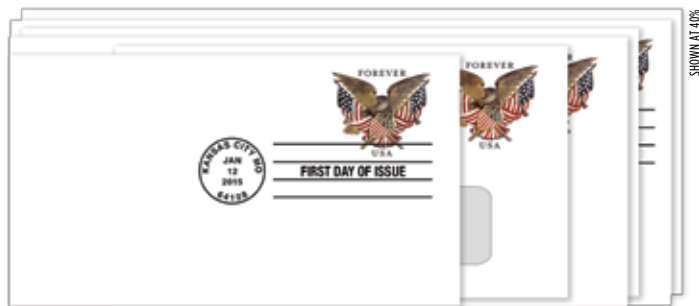 SHOWN AT 40%
FOREVER
USA
KANSAS CITY MO
JAN
12
2015
64108
FIRST DAY OF ISSUE
FOREVER
USA